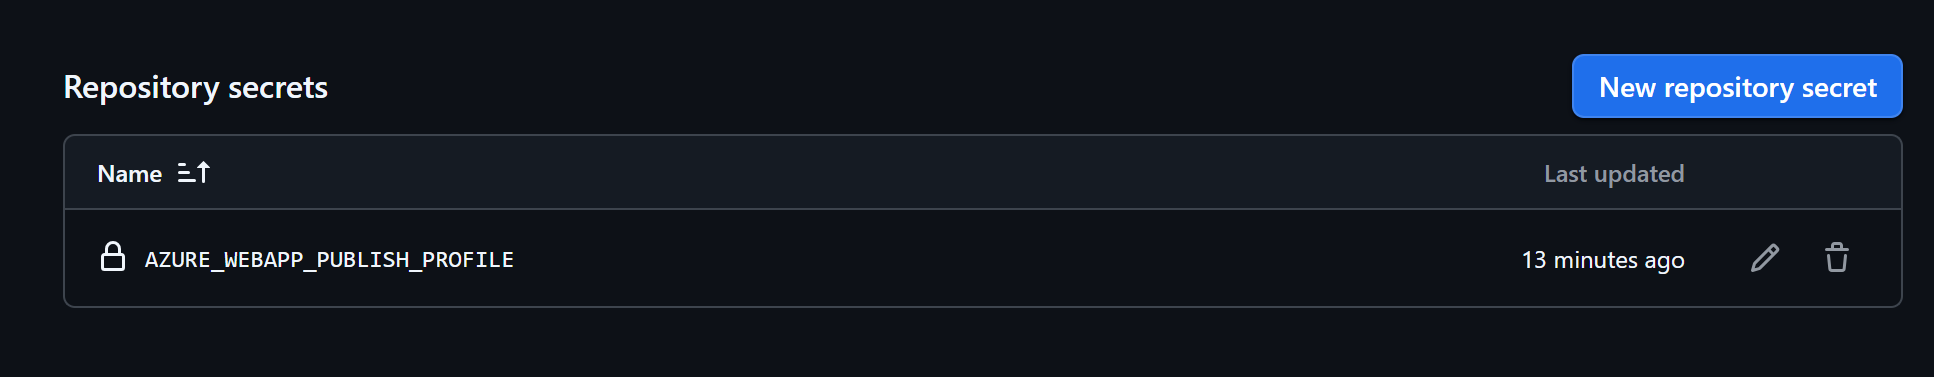 Repository secrets
New repository secret
Name
Last updated
AZURE_WEBAPP_PUBLISH_PROFILE
13 minutes ago